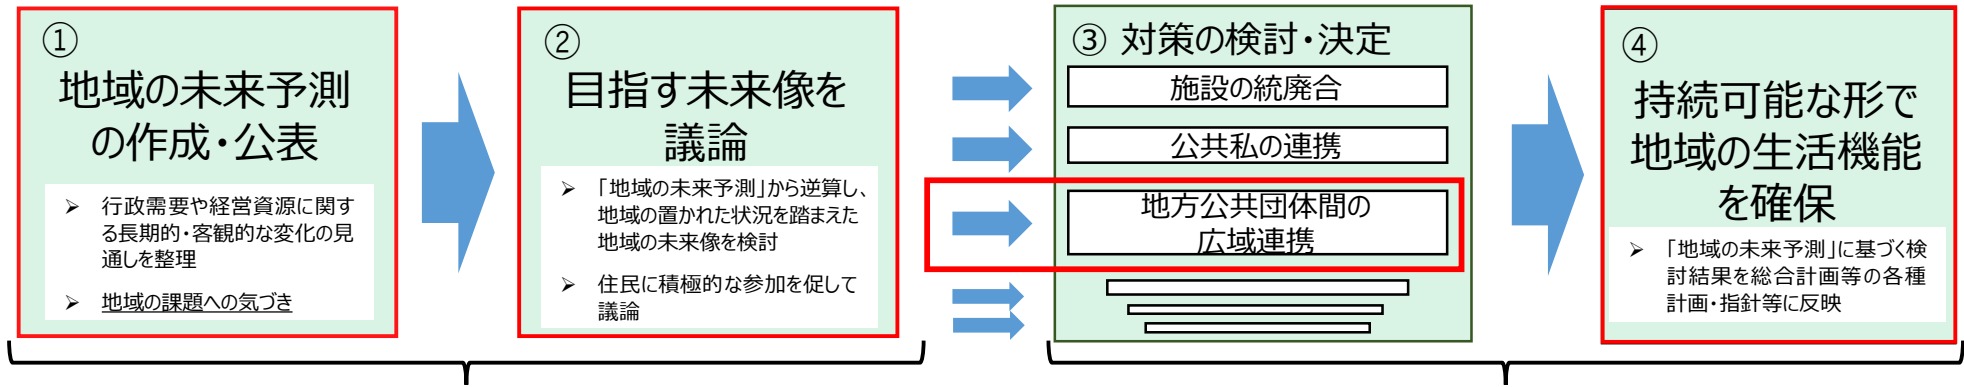 ①
地域の未来予測
の作成・公表
➢ 行政需要や経営資源に関す
る長期的・客観的な変化の見
通しを整理
➢ 地域の課題への気づき
②
目指す未来像を
議論
➢ 「地域の未来予測」から逆算し、
地域の置かれた状況を踏まえた
地域の未来像を検討
➢ 住民に積極的な参加を促して
議論
③ 対策の検討・決定
施設の統廃合
公共私の連携
地方公共団体間の
広域連携
④
持続可能な形で
地域の生活機能
を確保
➢ 「地域の未来予測」に基づく検
討結果を総合計画等の各種
計画・指針等に反映